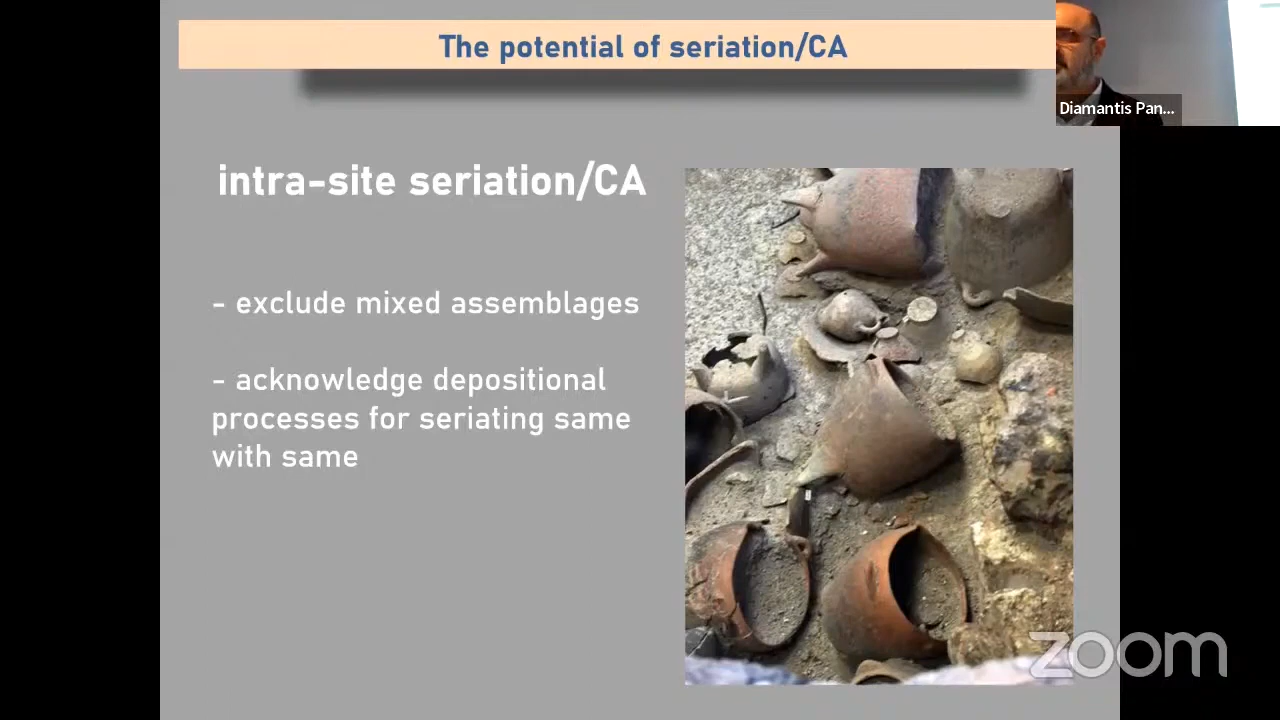 The potential of seriation/CA
Diamantis Pan...
intra-site seriation/CA
- exclude mixed assemblages
- acknowledge depositional
processes for seriating same
with same
zoom